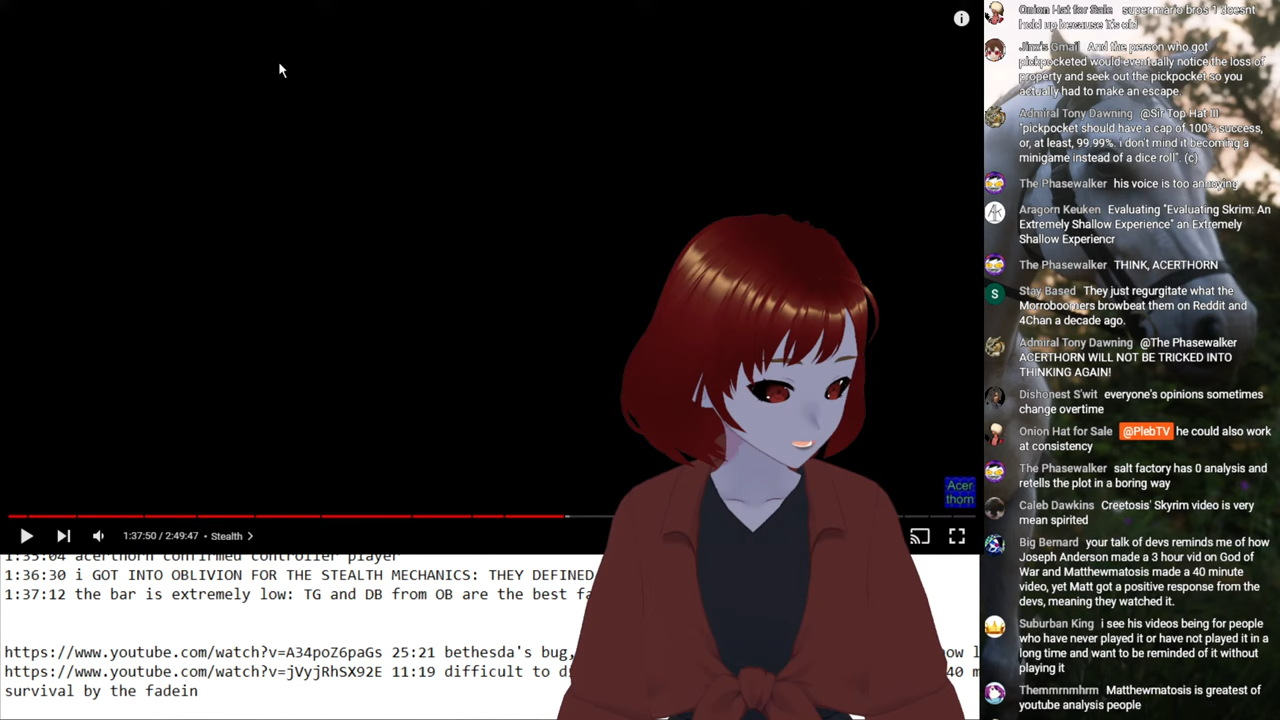 Acer
thorn
1:37:50 / 2:49:47 • Stealth
1:35:04 acerthorn confirmed controller player
1:36:30 i GOT INTO OBLIVION FOR THE STEALTH MECHANICS: THEY DEFINED
1:37:12 the bar is extremely low: TG and DB from OB are the best fa
https://www.youtube.com/watch?v=A34poZ6paGs 25:21 bethesda's bug,
https://www.youtube.com/watch?v=jVyjRhSX92E 11:19 difficult to d
40 m
survival by the fadein
Onion Hat for Sale super mario bros 1 doesnt
hold up because it's old
Jinx's Gmail And the person who got
pickpocketed would eventually notice the loss of
property and seek out the pickpocket so you
actually had to make an escape.
Admiral Tony Dawning @Sir Top Hat III
"pickpocket should have a cap of 100% success,
or, at least, 99.99%. i don't mind it becoming a
minigame instead of a dice roll". (c)
The Phasewalker his voice is too annoying
Aragorn Keuken Evaluating "Evaluating Skrim: An
Extremely Shallow Experience" an Extremely
Shallow Experiencr
The Phasewalker THINK, ACERTHORN
S Stay Based They just regurgitate what the
Morroboomers browbeat them on Reddit and
4Chan a decade ago.
Admiral Tony Dawning @The Phasewalker
ACERTHORN WILL NOT BE TRICKED INTO
THINKING AGAIN!
Dishonest S'wit everyone's opinions sometimes
change overtime
Onion Hat for Sale @PlebTV he could also work
at consistency
The Phasewalker salt factory has 0 analysis and
retells the plot in a boring way
Caleb Dawkins Creetosis' Skyrim video is very
mean spirited
Big Bernard your talk of devs reminds me of how
Joseph Anderson made a 3 hour vid on God of
War and Matthewmatosis made a 40 minute
video, yet Matt got a positive response from the
devs, meaning they watched it.
Suburban King i see his videos being for people
who have never played it or have not played it in a
long time and want to be reminded of it without
playing it
Themmrnmhrm Matthewmatosis is greatest of
youtube analysis people